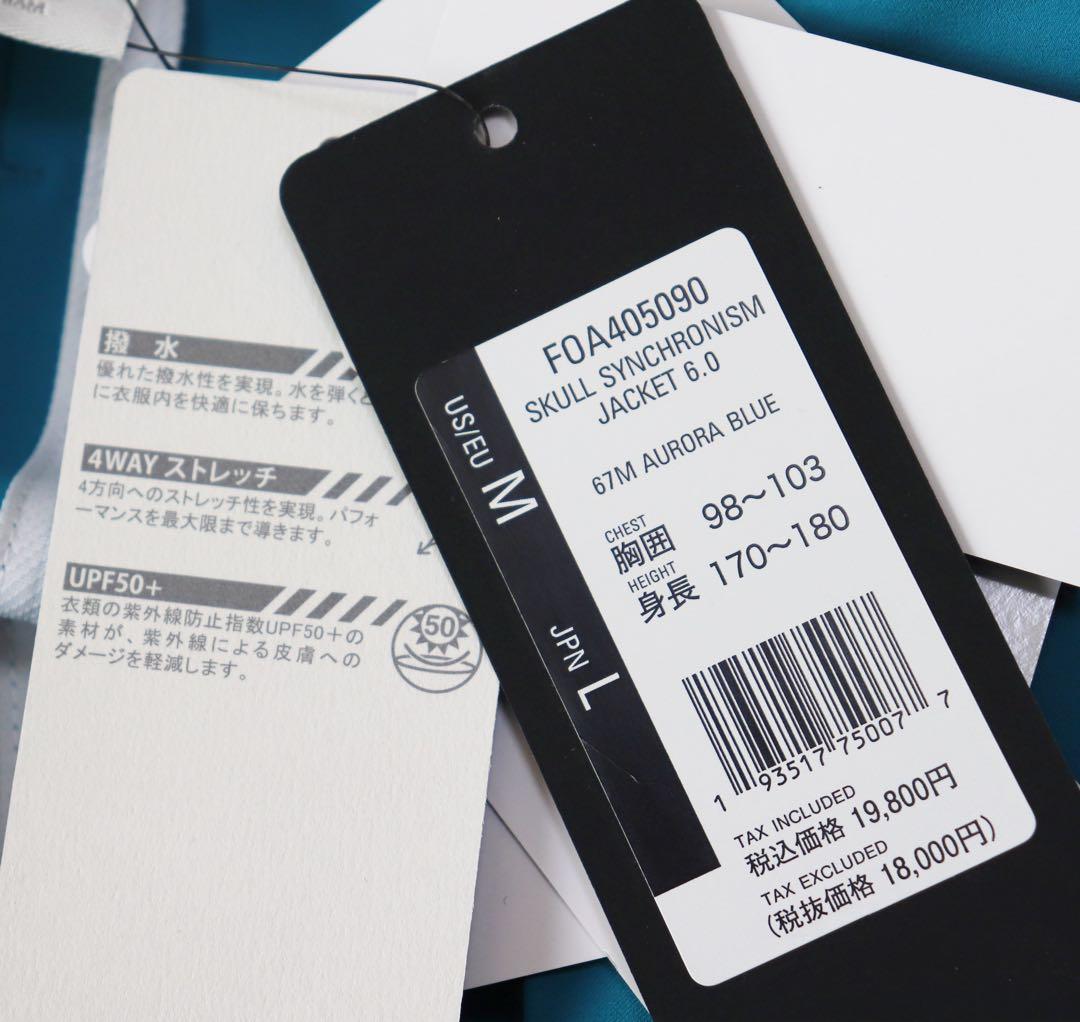 撥 水
優れた撥水性を実現。水を弾く
に衣服内を快適に保ちます。
4WAY ストレッチ
4方向へのストレッチ性を実現。パフォ
ーマンスを最大限まで導きます。
UPF50+
衣類の紫外線防止指数UPF50+の
素材が、紫外線による皮膚への
ダメージを軽減します。
50
US/EU M
JPN L
FOA405090
SKULL SYNCHRONISM
JACKET 6.0
67M AURORA BLUE
CHEST
胸囲 98～103
HEIGHT
身長 170～180
1 93517 75007 7
TAX INCLUDED
税込価格 19,800円
TAX EXCLUDED
(税抜価格 18,000円)